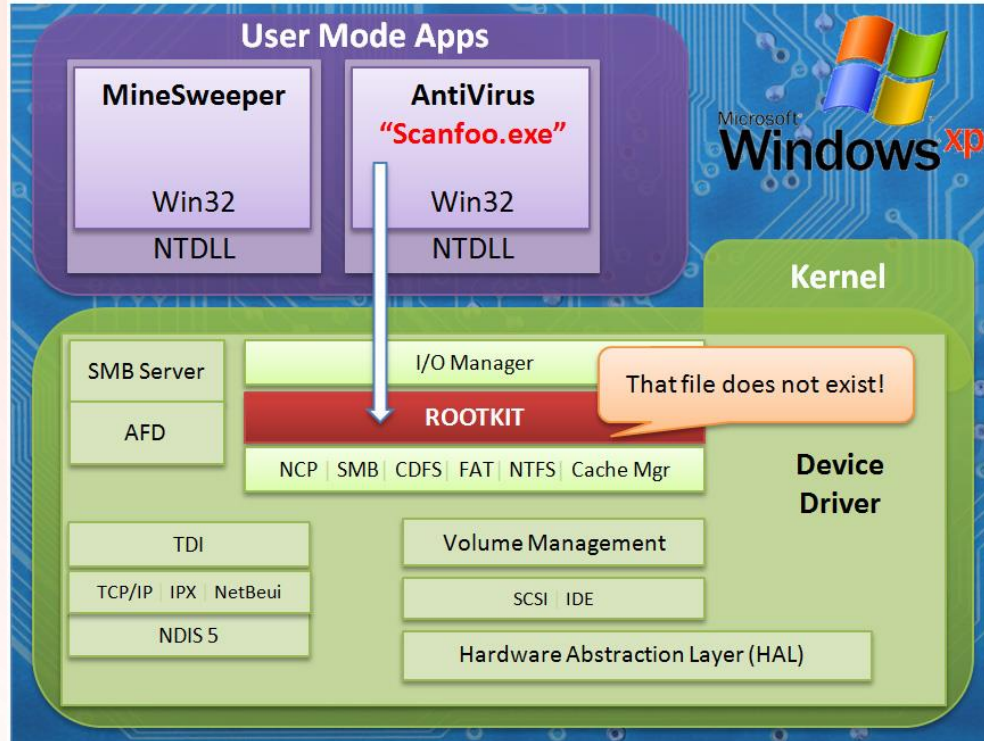 User Mode Apps
MineSweeper
Win32
NTDLL
AntiVirus
“Scanfoo.exe”
Win32
NTDLL
Microsoft
Windows xp
Kernel
SMB Server
AFD
I/O Manager
That file does not exist!
ROOTKIT
NCP | SMB | CDFS | FAT | NTFS | Cache Mgr
Device
Driver
TDI
TCP/IP | IPX | NetBeui
NDIS 5
Volume Management
SCSI | IDE
Hardware Abstraction Layer (HAL)